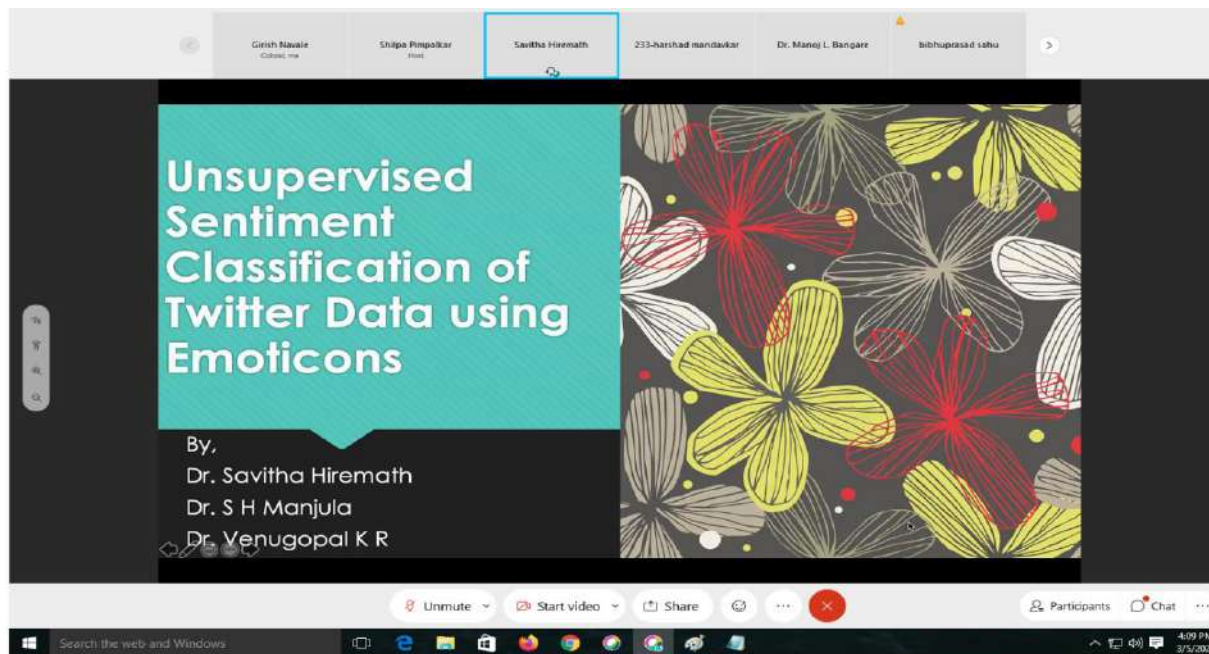 Girish Navale
Cohost, me
Shilpa Pimpalkar
Host
Savitha Hiremath
233-harshad mandavkar
Dr. Manoj L. Bangare
bibhuprasad sahu
Unsupervised
Sentiment
Classification of
Twitter Data using
Emoticons
By,
Dr. Savitha Hiremath
Dr. S H Manjula
Dr. Venugopal K R
Unmute
Start video
Share
Participants
Chat
Search the web and Windows
4:09 PM